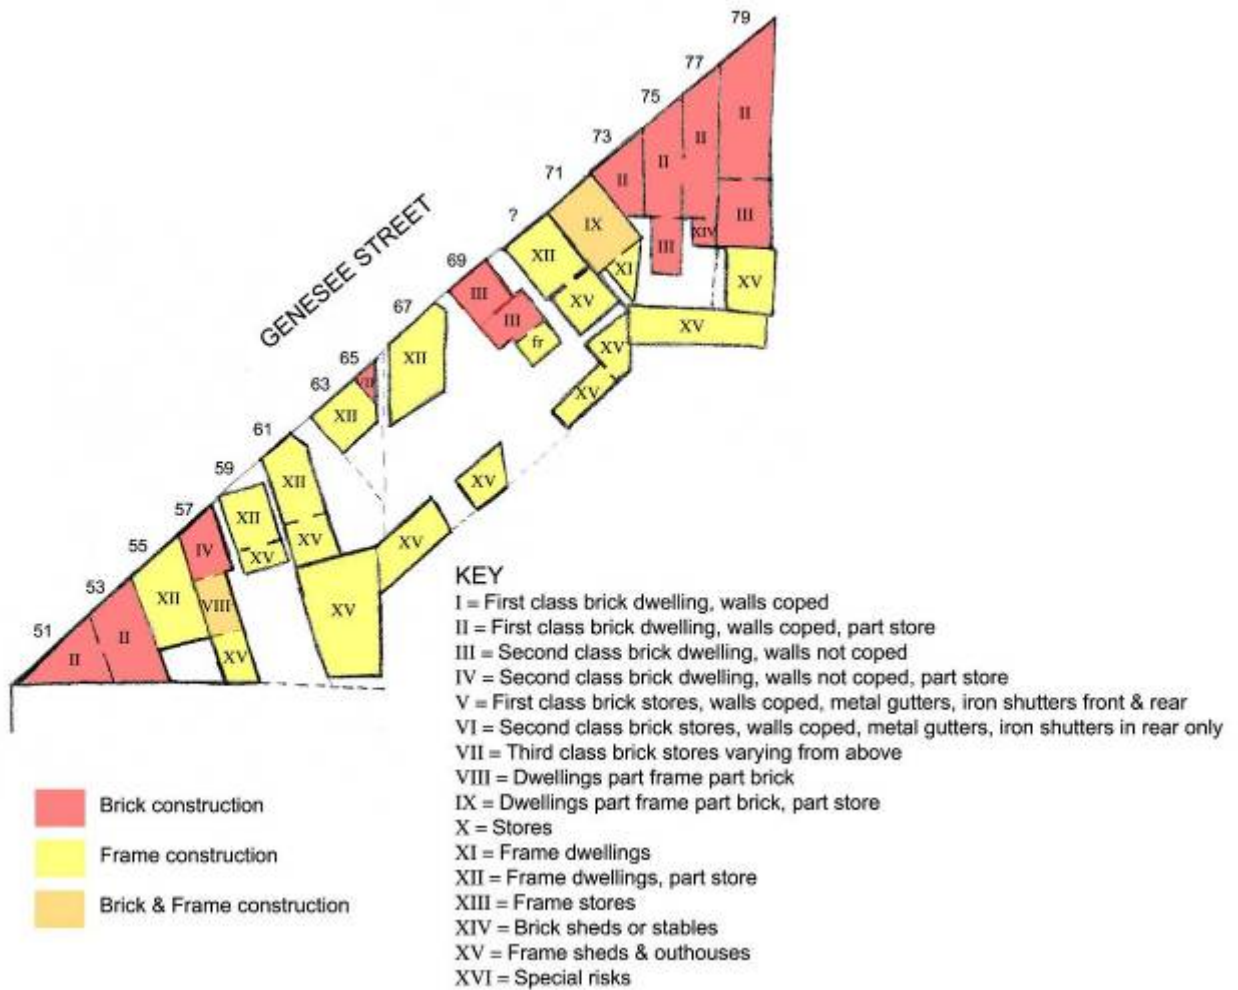 79
77
II
75
II
73
II
71
II
?
IX
III
XIV
III
GENESEE STREET
XII
XI
69
III
XV
XV
67
III
fr
XV
XV
65
XII
VII
XV
63
XII
61
XII
XV
59
XII
57
XV
XV
XV
55
IV
XV
53
XII
VIII
XV
51
II
II
XV
KEY
I = First class brick dwelling, walls coped
II = First class brick dwelling, walls coped, part store
III = Second class brick dwelling, walls not coped
IV = Second class brick dwelling, walls not coped, part store
V = First class brick stores, walls coped, metal gutters, iron shutters front & rear
VI = Second class brick stores, walls coped, metal gutters, iron shutters in rear only
VII = Third class brick stores varying from above
VIII = Dwellings part frame part brick
IX = Dwellings part frame part brick, part store
X = Stores
XI = Frame dwellings
XII = Frame dwellings, part store
XIII = Frame stores
XIV = Brick sheds or stables
XV = Frame sheds & outhouses
XVI = Special risks
Brick construction
Frame construction
Brick & Frame construction